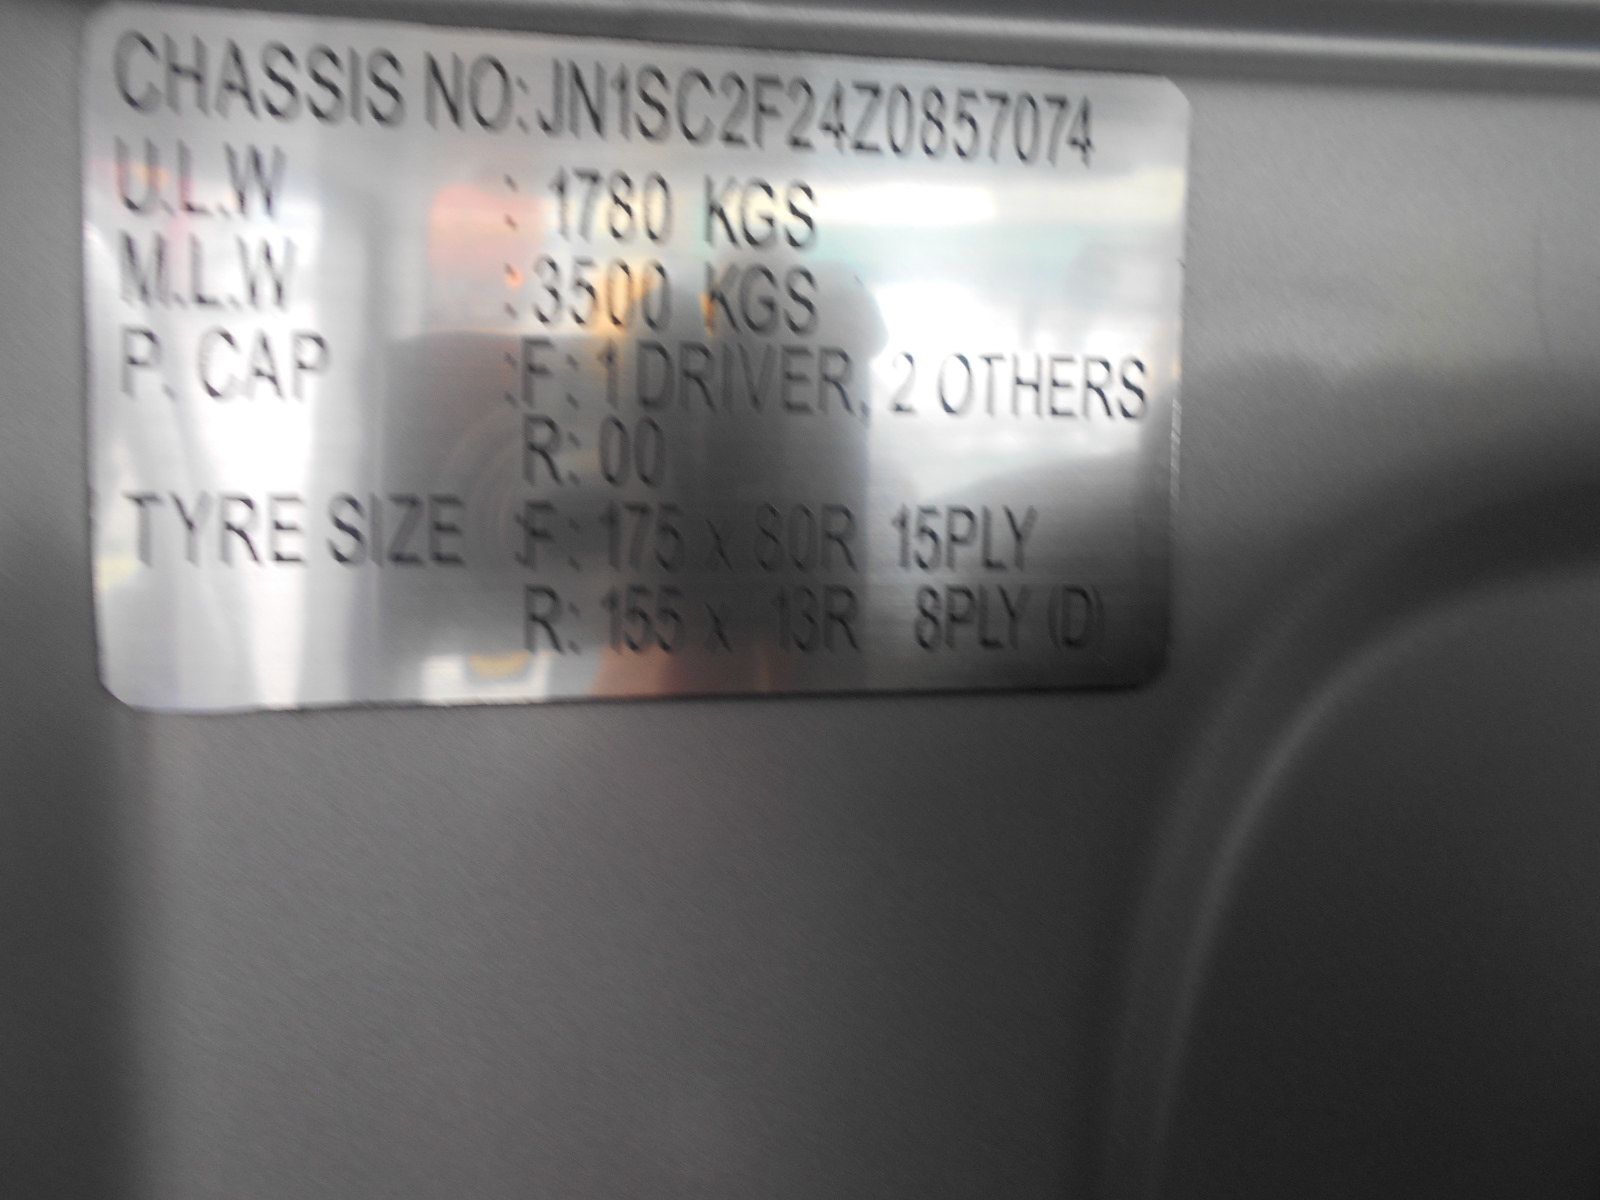 CHASSIS NO: JN1SC2F24Z0857074
U.L.W : 1780 KGS
M.L.W : 3500 KGS
P. CAP : F: 1 DRIVER, 2 OTHERS
R: 00
TYRE SIZE : F: 175 x 80R 15PLY
R: 155 x 13R 8PLY (D)